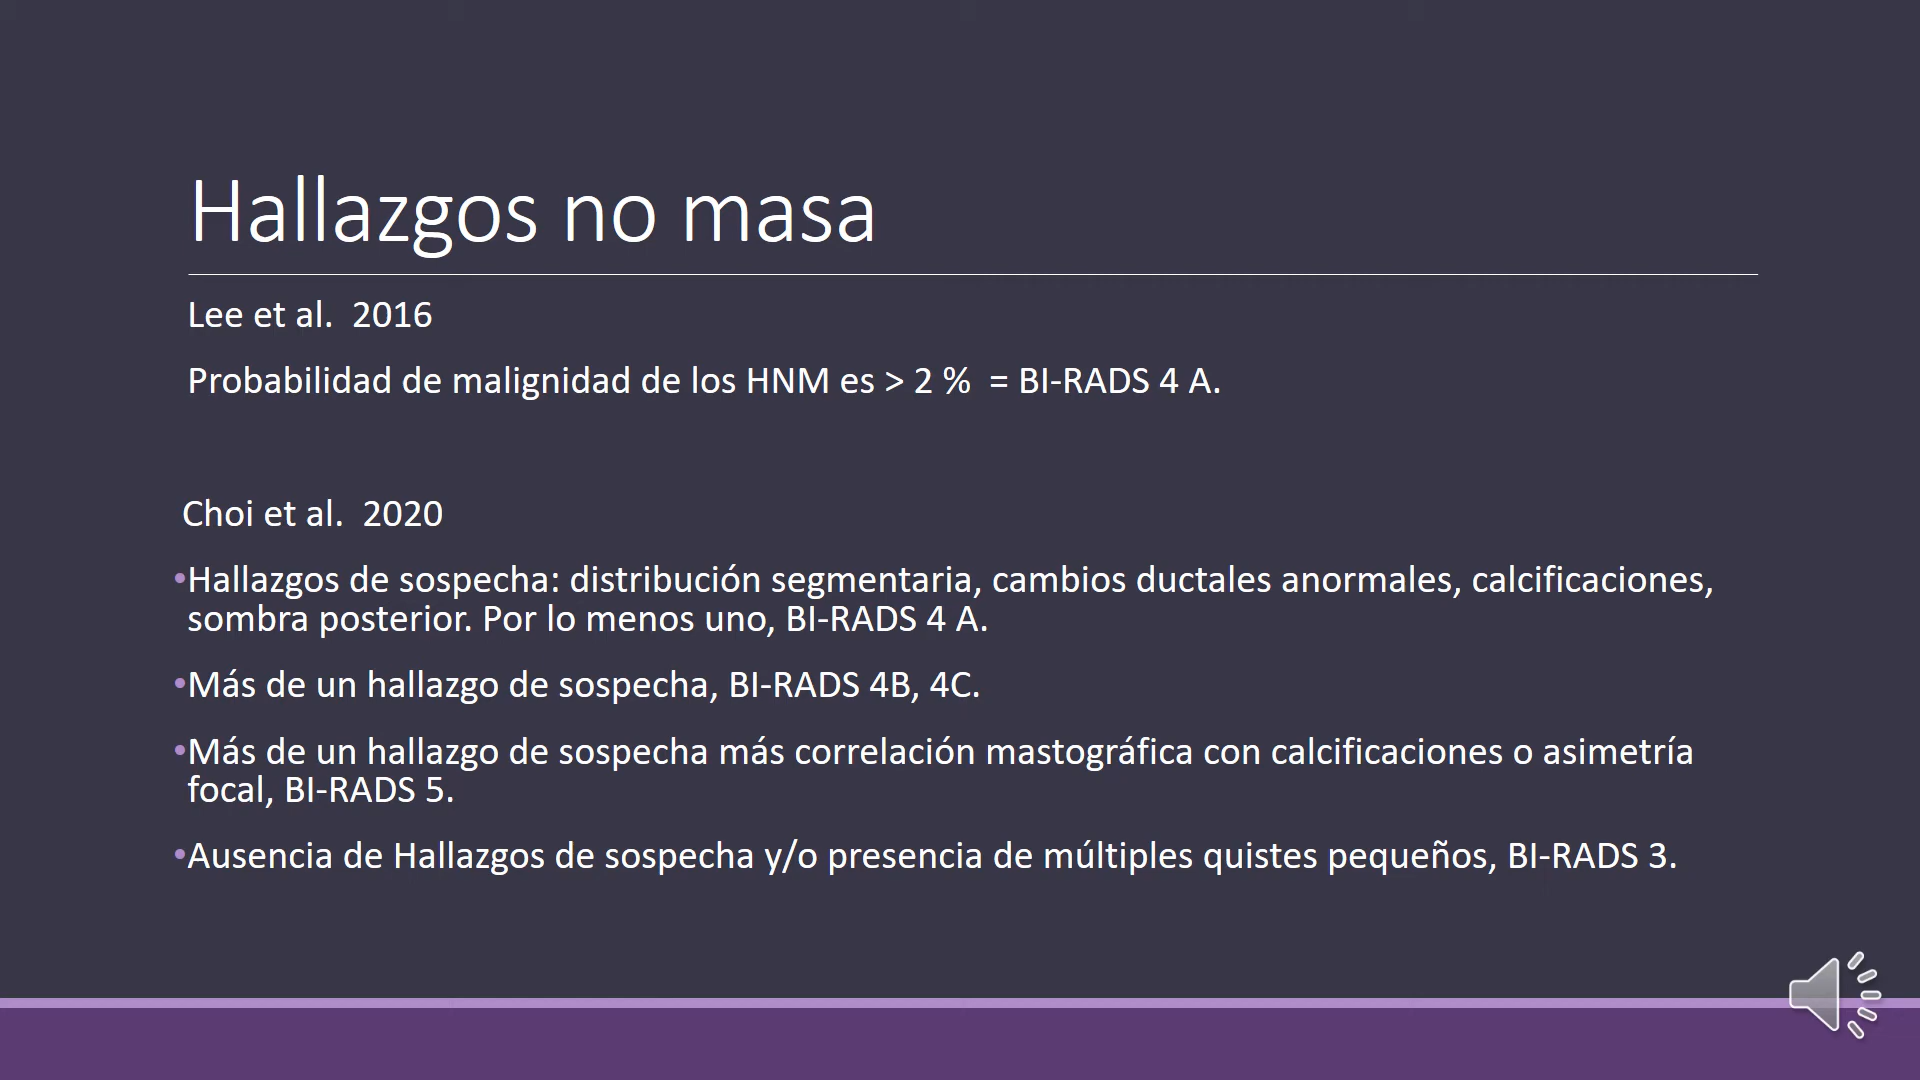 Hallazgos no masa
Lee et al.  2016
Probabilidad de malignidad de los HNM es > 2 %  = BI-RADS 4 A.
Choi et al.  2020
•Hallazgos de sospecha: distribución segmentaria, cambios ductales anormales, calcificaciones,
sombra posterior. Por lo menos uno, BI-RADS 4 A.
•Más de un hallazgo de sospecha, BI-RADS 4B, 4C.
•Más de un hallazgo de sospecha más correlación mastográfica con calcificaciones o asimetría
focal, BI-RADS 5.
•Ausencia de Hallazgos de sospecha y/o presencia de múltiples quistes pequeños, BI-RADS 3.